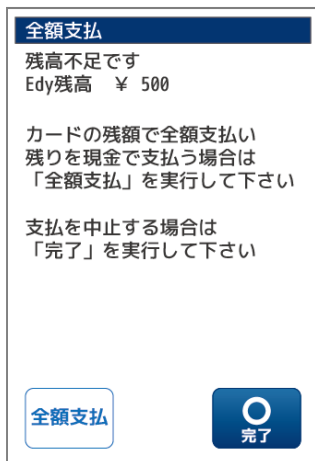 全額支払
残高不足です
Edy残高 ￥ 500
カードの残額で全額支払い
残りを現金で支払う場合は
「全額支払」を実行して下さい
支払を中止する場合は
「完了」を実行して下さい
全額支払
完了